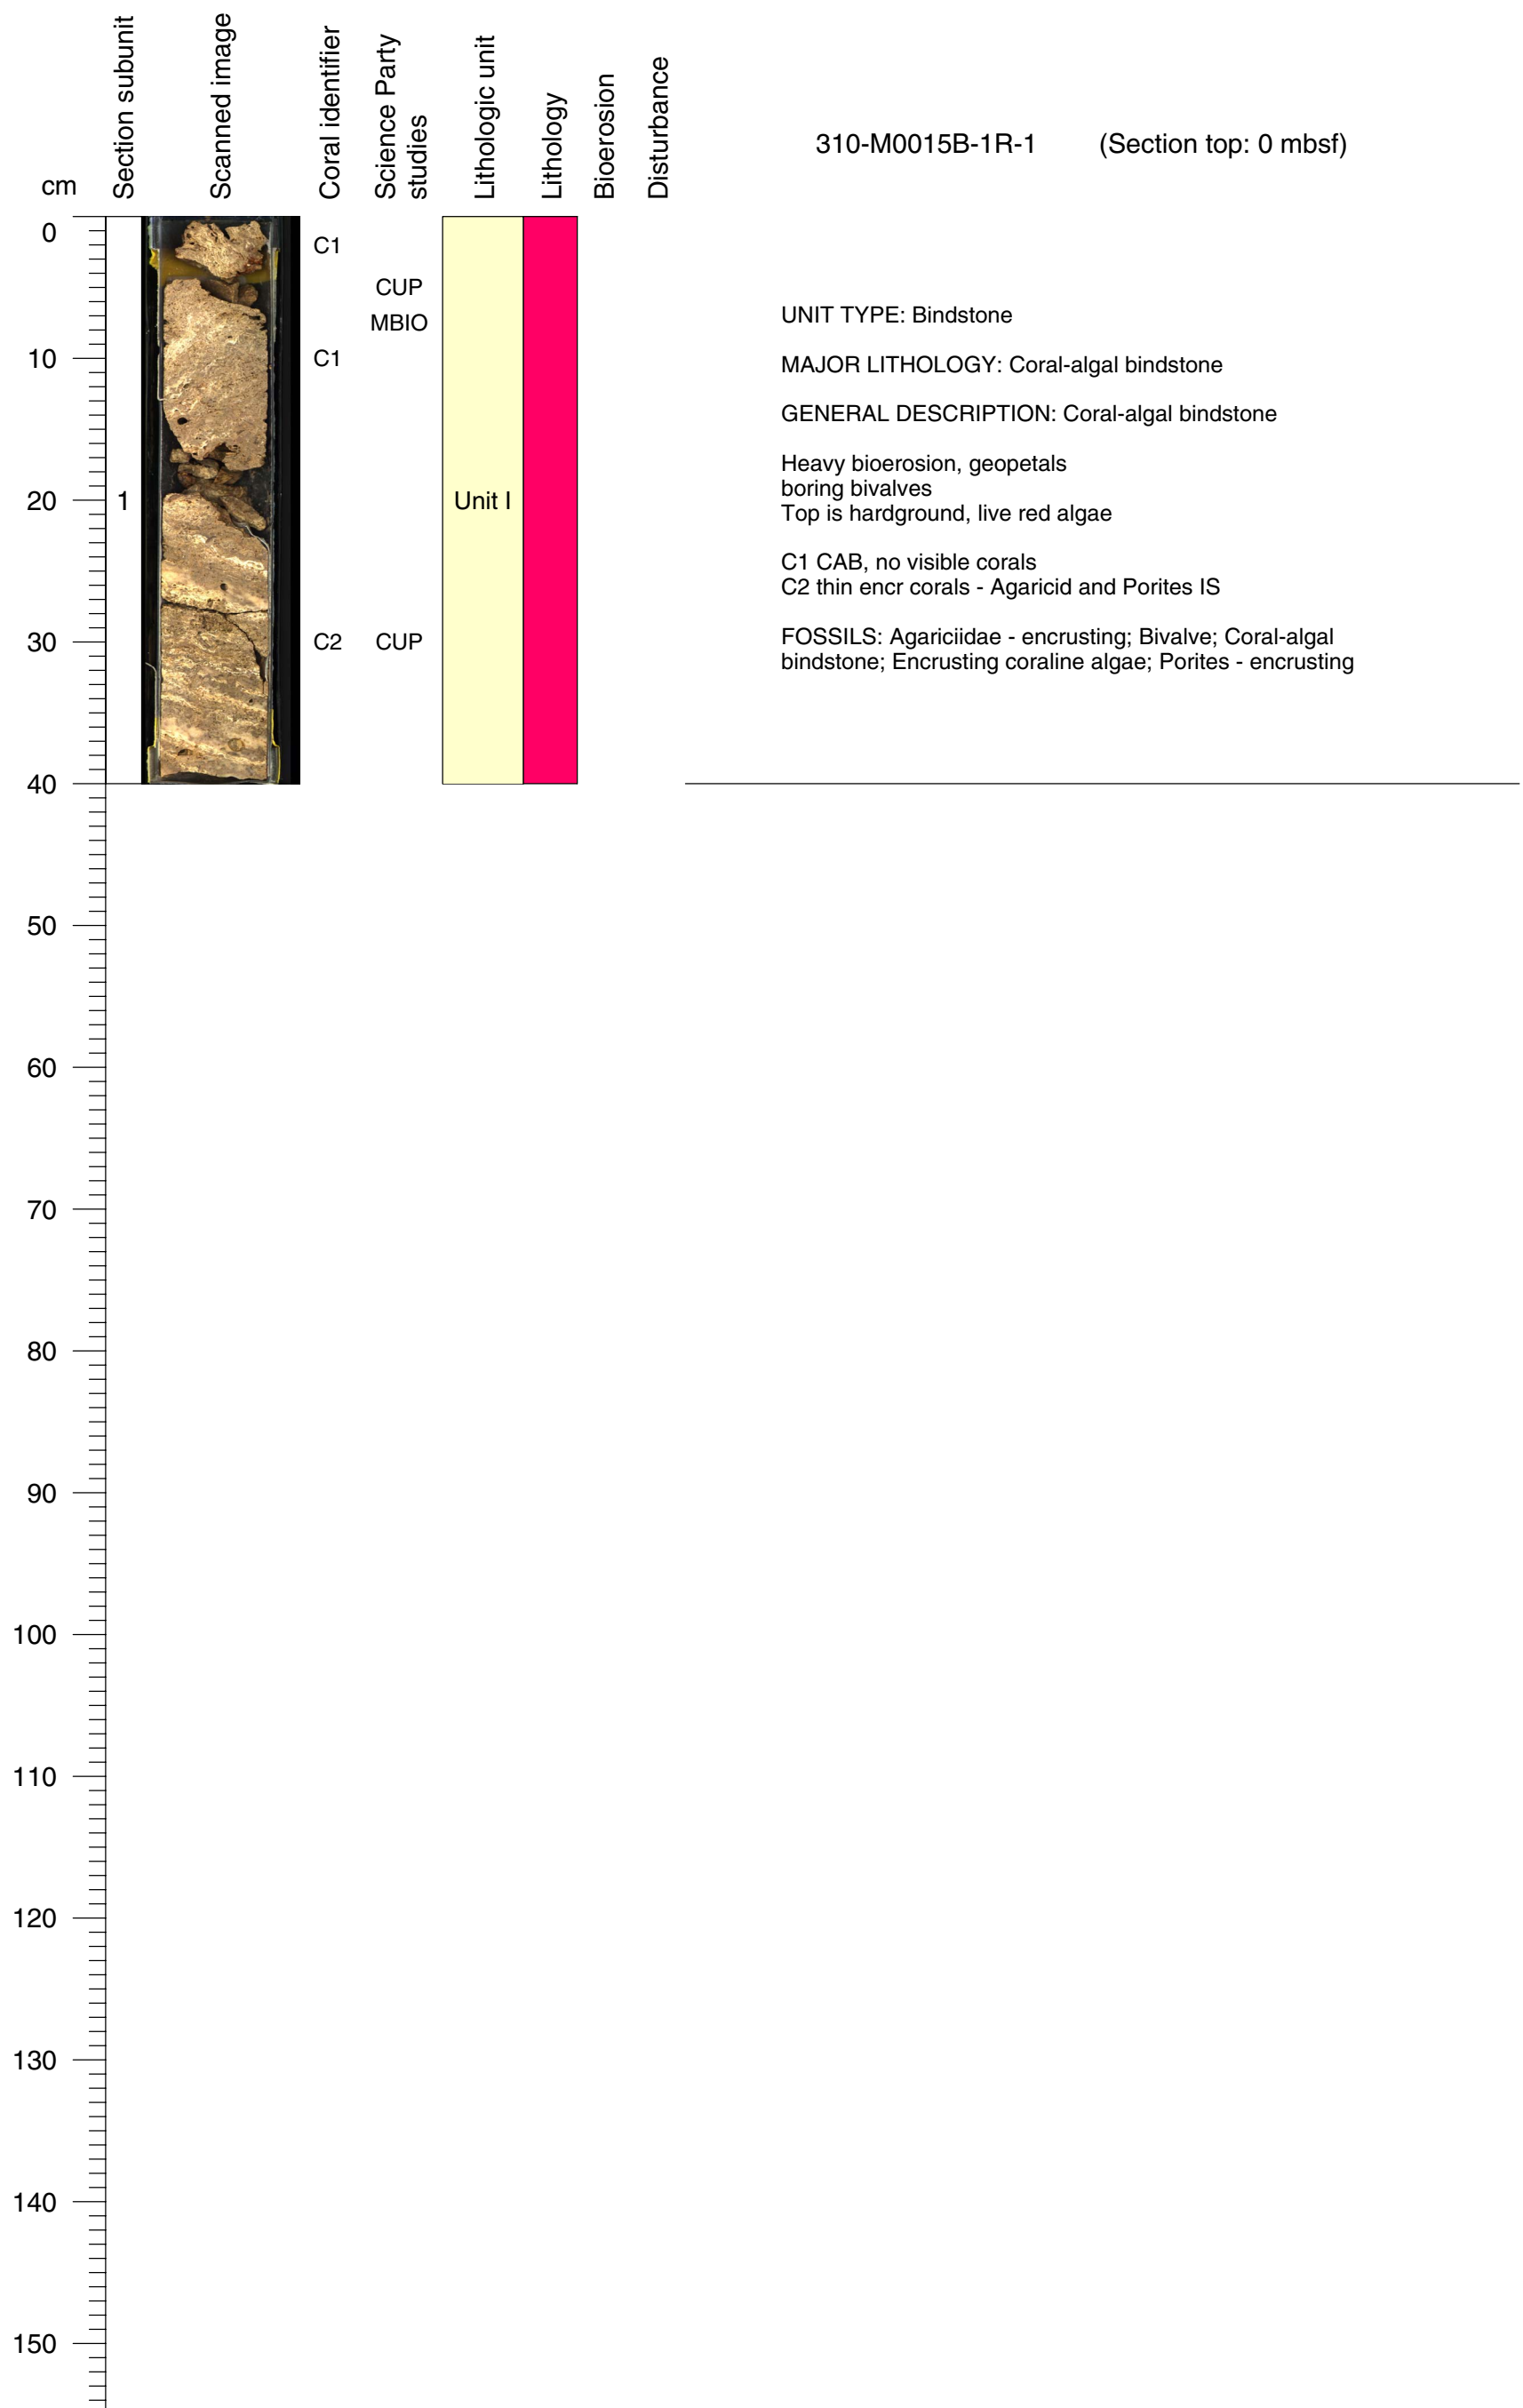 Section subunit
Scanned image
Coral identifier
Science Party
studies
Lithologic unit
Lithology
Bioerosion
Disturbance
310-M0015B-1R-1 (Section top: 0 mbsf)
cm
0
C1
CUP
MBIO
10
C1
20
1
Unit I
30
C2
CUP
40
UNIT TYPE: Bindstone
MAJOR LITHOLOGY: Coral-algal bindstone
GENERAL DESCRIPTION: Coral-algal bindstone
Heavy bioerosion, geopetals
boring bivalves
Top is hardground, live red algae
C1 CAB, no visible corals
C2 thin encr corals - Agaricid and Porites IS
FOSSILS: Agariciidae - encrusting; Bivalve; Coral-algal
bindstone; Encrusting coraline algae; Porites - encrusting
50
60
70
80
90
100
110
120
130
140
150